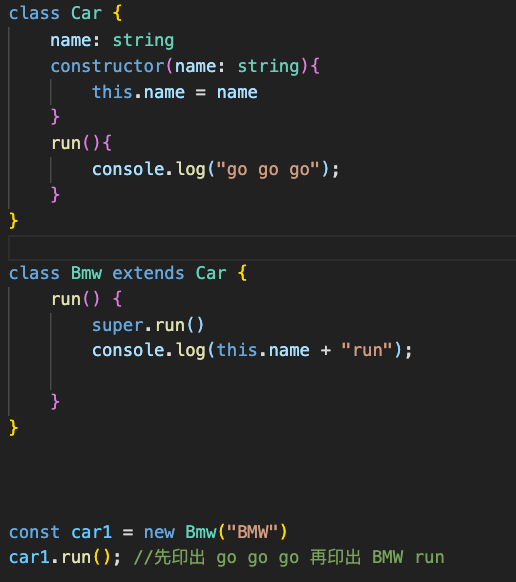 class Car {
    name: string
    constructor(name: string){
        this.name = name
    }
    run(){
        console.log("go go go");
    }
}
class Bmw extends Car {
    run() {
        super.run()
        console.log(this.name + "run");
    }
}
const car1 = new Bmw("BMW")
car1.run(); //先印出 go go go 再印出 BMW run